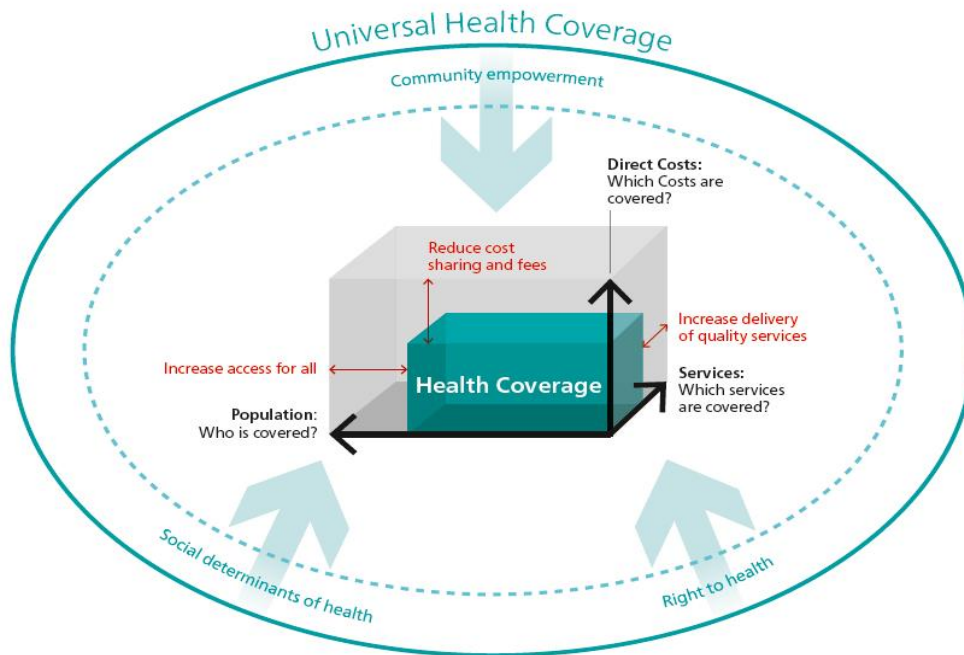 Universal Health Coverage
Community empowerment
Direct Costs:
Which Costs are
covered?
Reduce cost
sharing and fees
Increase delivery
of quality services
Increase access for all
Health Coverage
Services:
Which services
are covered?
Population:
Who is covered?
Social determinants of health
Right to health